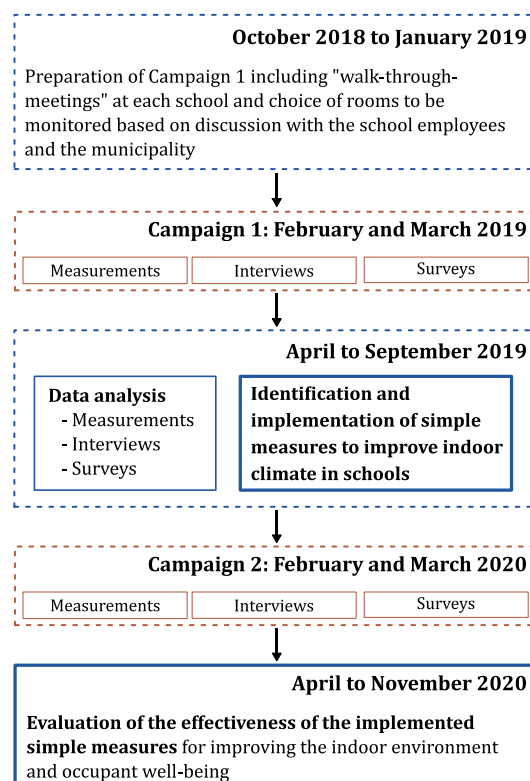 October 2018 to January 2019
Preparation of Campaign 1 including "walk-through-
meetings" at each school and choice of rooms to be
monitored based on discussion with the school employees
and the municipality
Campaign 1: February and March 2019
Measurements
Interviews
Surveys
April to September 2019
Data analysis
- Measurements
- Interviews
- Surveys
Identification and
implementation of simple
measures to improve indoor
climate in schools
Campaign 2: February and March 2020
Measurements
Interviews
Surveys
April to November 2020
Evaluation of the effectiveness of the implemented
simple measures for improving the indoor environment
and occupant well-being